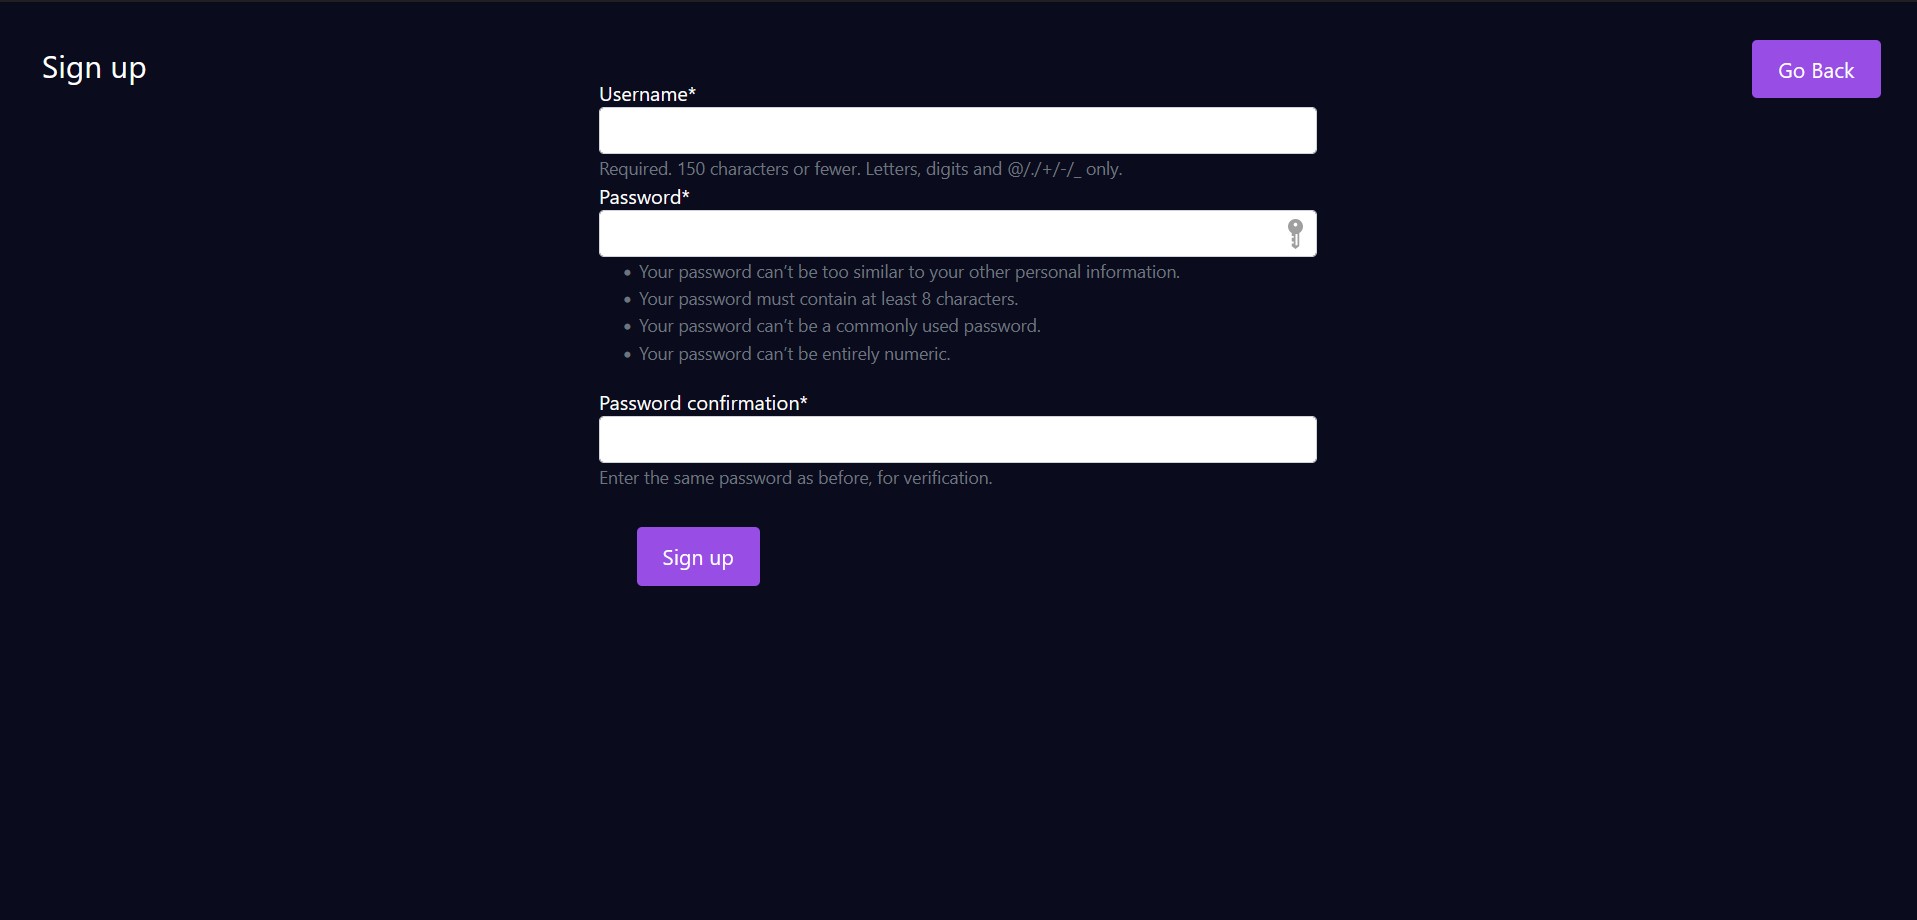 Sign up
Go Back
Username*
Required. 150 characters or fewer. Letters, digits and @/./+/-/_ only.
Password*
• Your password can’t be too similar to your other personal information.
• Your password must contain at least 8 characters.
• Your password can’t be a commonly used password.
• Your password can’t be entirely numeric.
Password confirmation*
Enter the same password as before, for verification.
Sign up